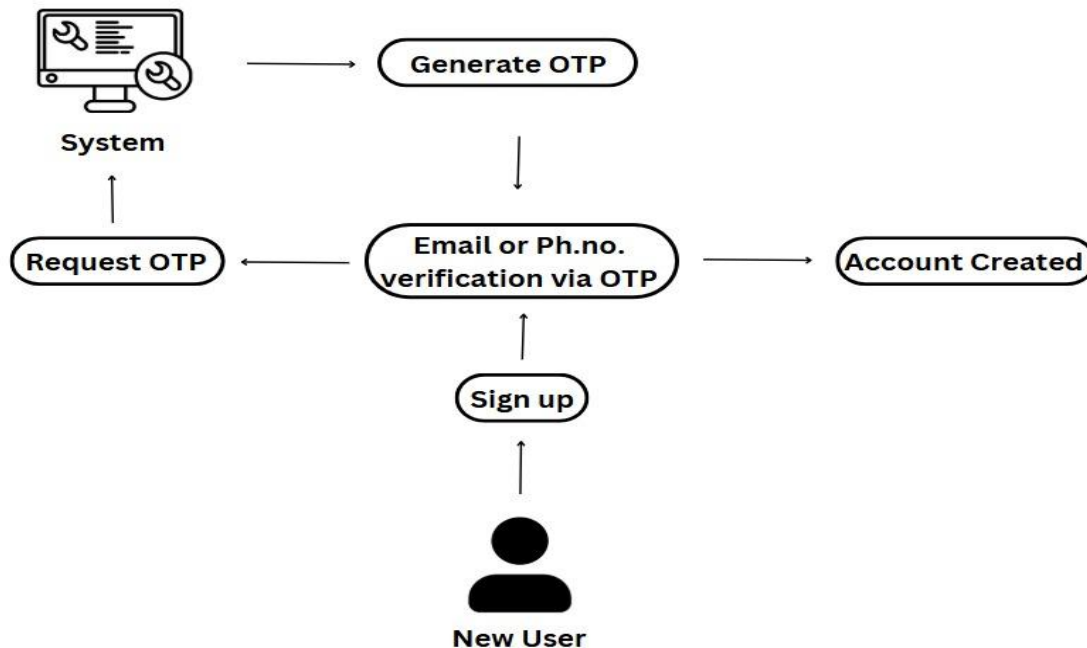 Generate OTP
System
Request OTP
Email or Ph.no.
verification via OTP
Account Created
Sign up
New User